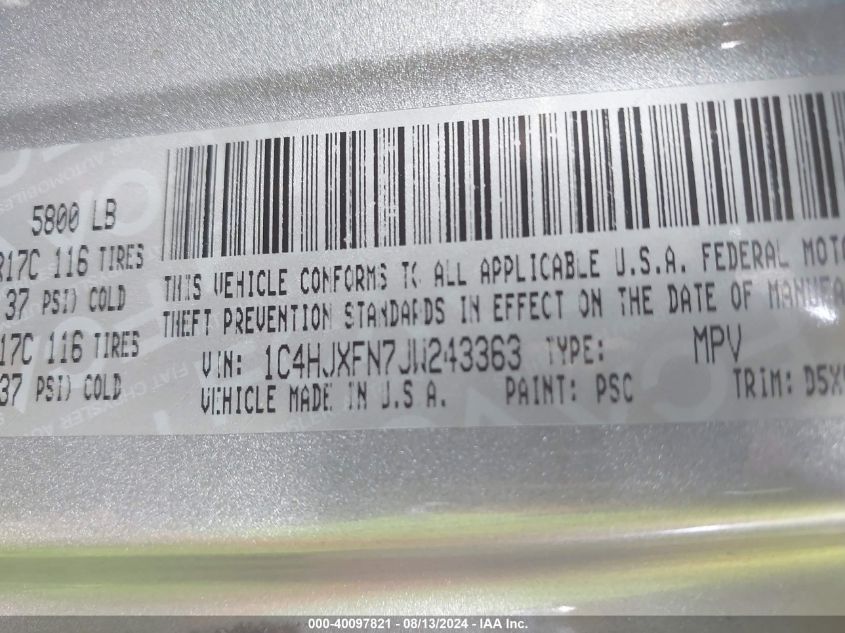 5800 LB
R17C 116 TIRES
37 PSI) COLD
17C 116 TIRES
37 PSI) COLD
THIS VEHICLE CONFORMS TO ALL APPLICABLE U.S.A. FEDERAL MOTO
THEFT PREVENTION STANDARDS IN EFFECT ON THE DATE OF MANUFA
VIN: 1C4HJXFN7JW243363 TYPE: MPV
VEHICLE MADE IN U.S.A. PAINT: PSC TRIM: D5X
000-40097821 - 08/13/2024 - IAA Inc.